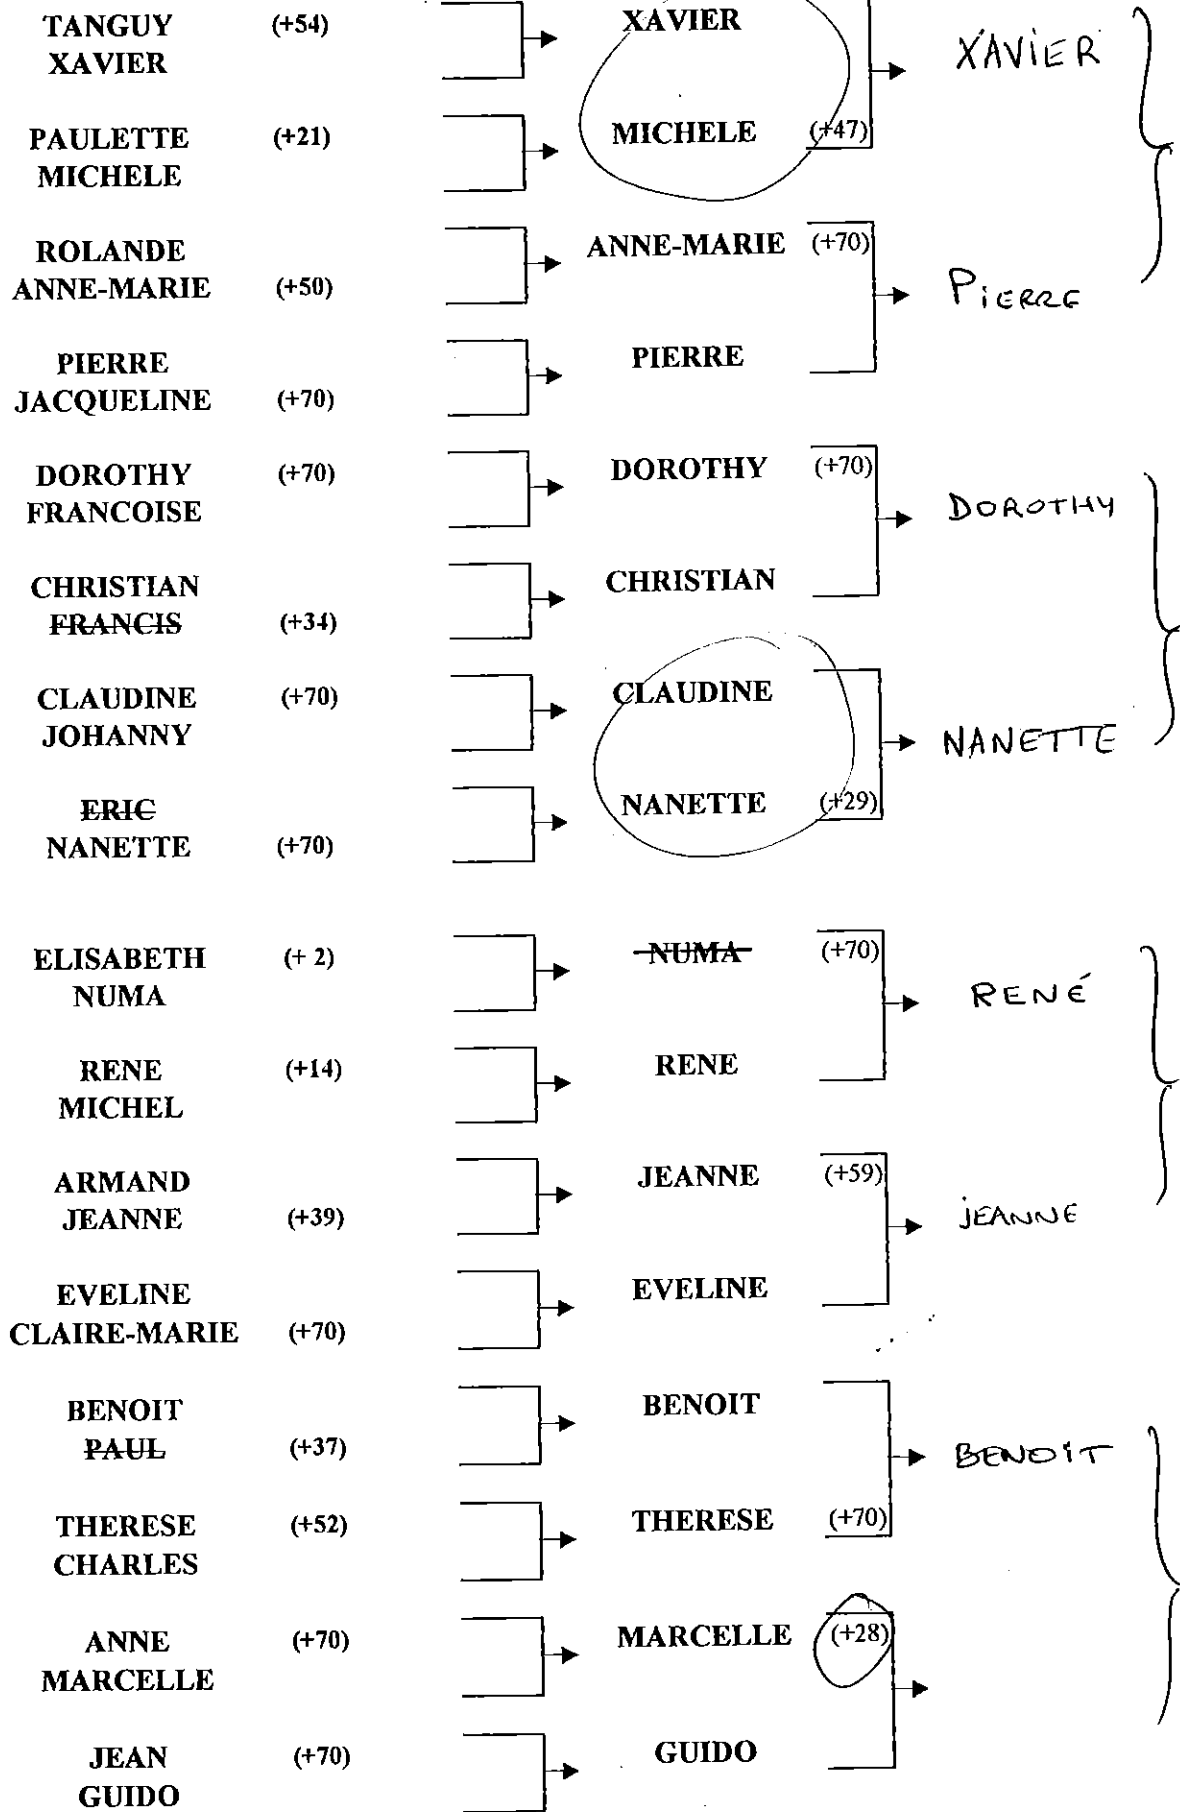 TANGUY (+54) XAVIER
XAVIER
XAVIER
PAULETTE (+21) MICHELE (+47)
MICHELE
ROLANDE ANNE-MARIE (+70)
ANNE-MARIE (+50)
PIERRE
PIERRE PIERRE
JACQUELINE (+70)
DOROTHY (+70) DOROTHY (+70)
FRANCOISE
DOROTHY
CHRISTIAN CHRISTIAN
FRANCIS (+34)
CLAUDINE (+70) CLAUDINE
JOHANNY
NANETTE
ERIC NANETTE (+29)
NANETTE (+70)
ELISABETH (+ 2) NUMA (+70)
NUMA
RENÉ
RENE (+14) RENE
MICHEL
ARMAND JEANNE (+59)
JEANNE (+39)
jEANNE
EVELINE EVELINE
CLAIRE-MARIE (+70)
BENOIT BENOIT
PAUL (+37)
BENOIT
THERESE (+52) THERESE (+70)
CHARLES
ANNE (+70) MARCELLE (+28)
MARCELLE
JEAN (+70) GUIDO
GUIDO